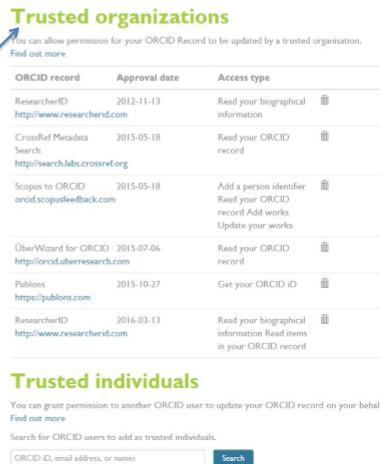 Trusted organizations
You can allow permission for your ORCID Record to be updated by a trusted organisation.
Find out more
ORCID record Approval date Access type
ResearcherID 2012-11-13 Read your biographical
http://www.researcherid.com information
CrossRef Metadata 2015-05-18 Read your ORCID
Search record
http://search.labs.crossref.org
Scopus to ORCID 2015-05-18 Add a person identifier
orcid.scopusfeedback.com Read your ORCID
record Add works
Update your works
ÜberWizard for ORCID 2015-07-06 Read your ORCID
http://orcid.uberresearch.com record
Publons 2015-10-27 Get your ORCID iD
https://publons.com
ResearcherID 2016-03-13 Read your biographical
http://www.researcherid.com information Read items
in your ORCID record
Trusted individuals
You can grant permission to another ORCID user to update your ORCID record on your behal
Find out more
Search for ORCID users to add as trusted individuals.
ORCID iD, email address, or names Search